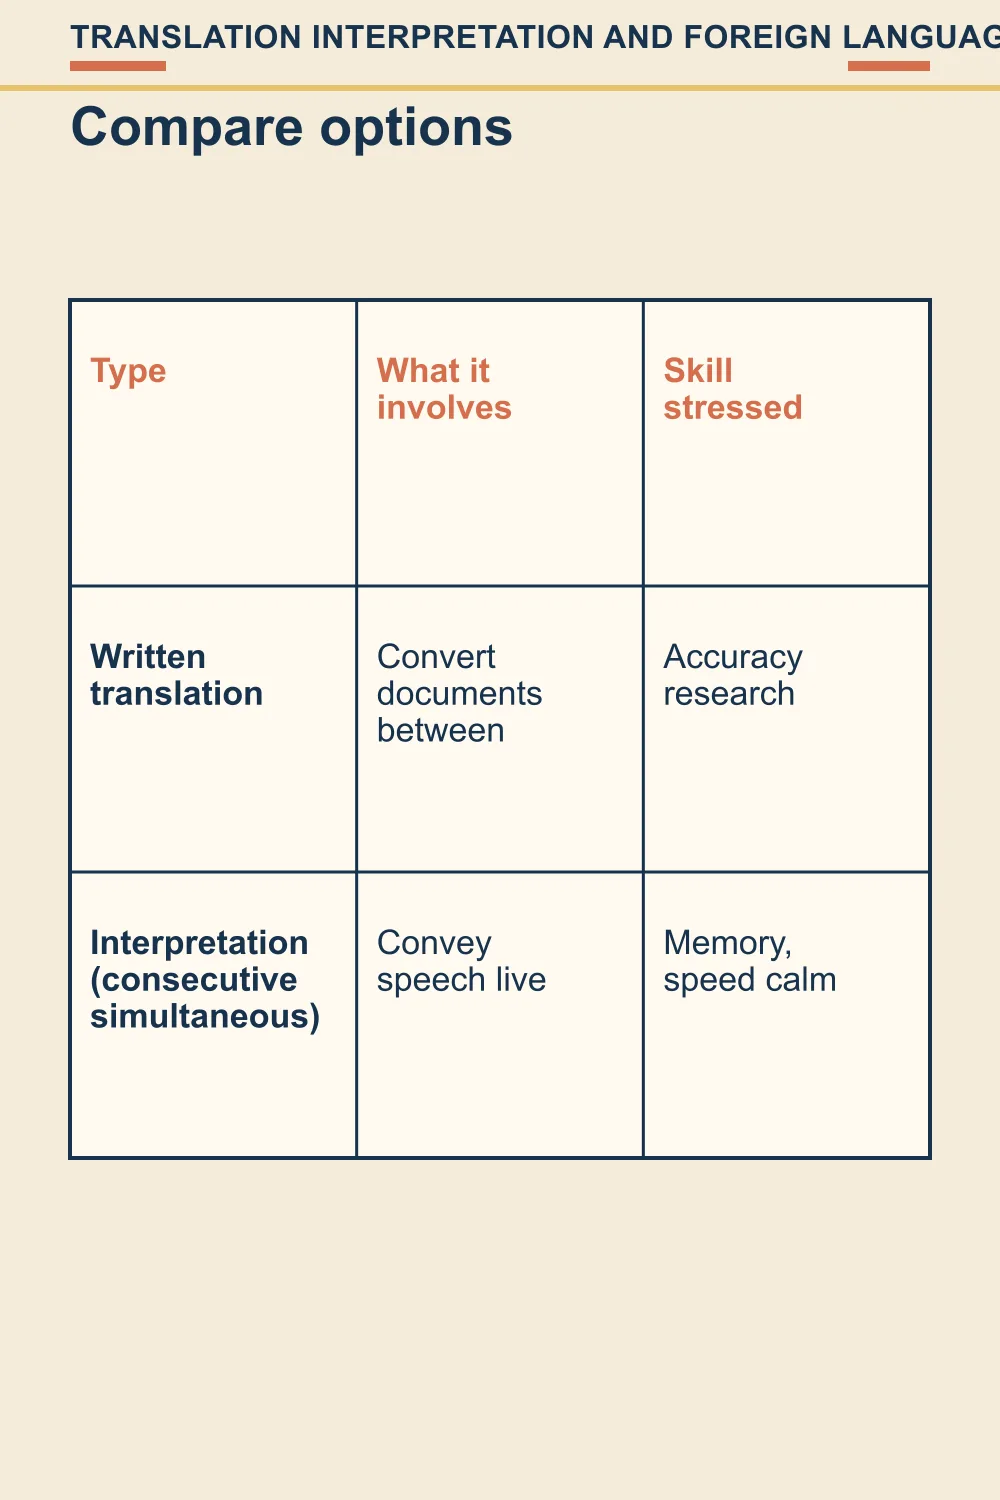 TRANSLATION INTERPRETATION AND FOREIGN LANGUAG
Compare options
Type
What it
involves
Skill
stressed
Written
translation
Convert
documents
between
Accuracy
research
Interpretation
(consecutive
simultaneous)
Convey
speech live
Memory,
speed calm